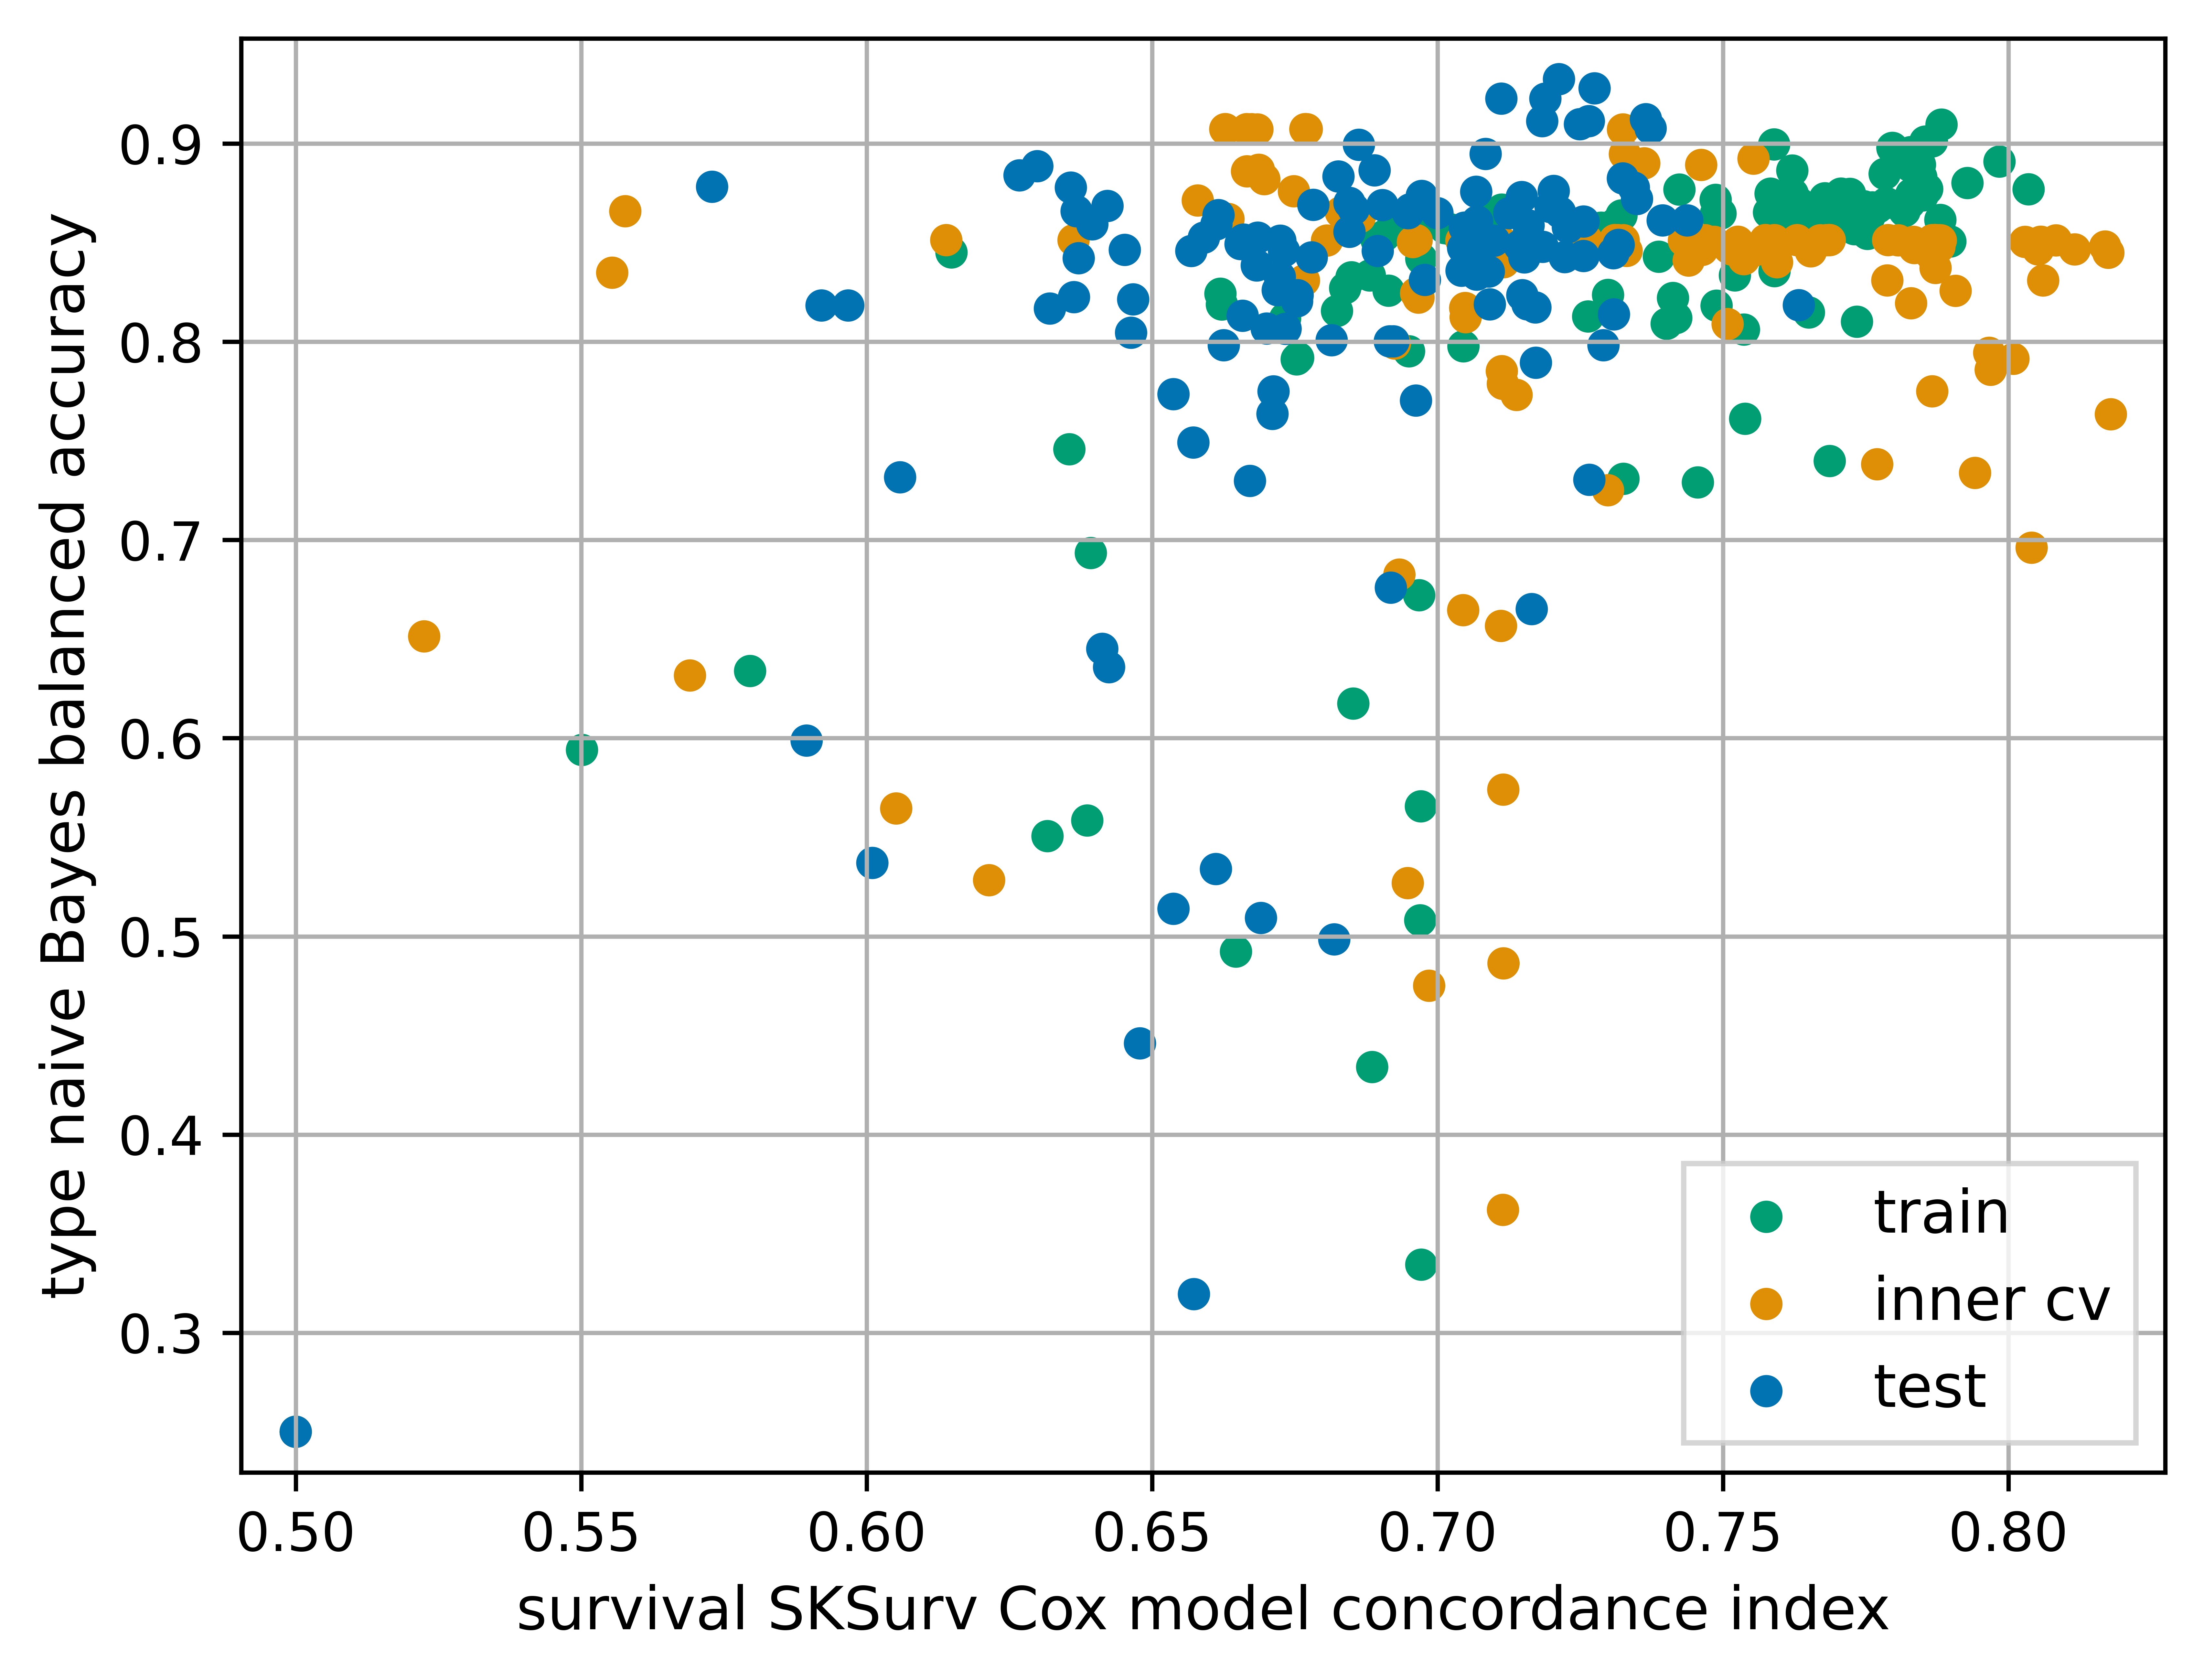 type naive Bayes balanced accuracy
0.9
0.8
0.7
0.6
0.5
0.4
0.3
train
inner cv
test
0.50 0.55 0.60 0.65 0.70 0.75 0.80
survival SKSurv Cox model concordance index